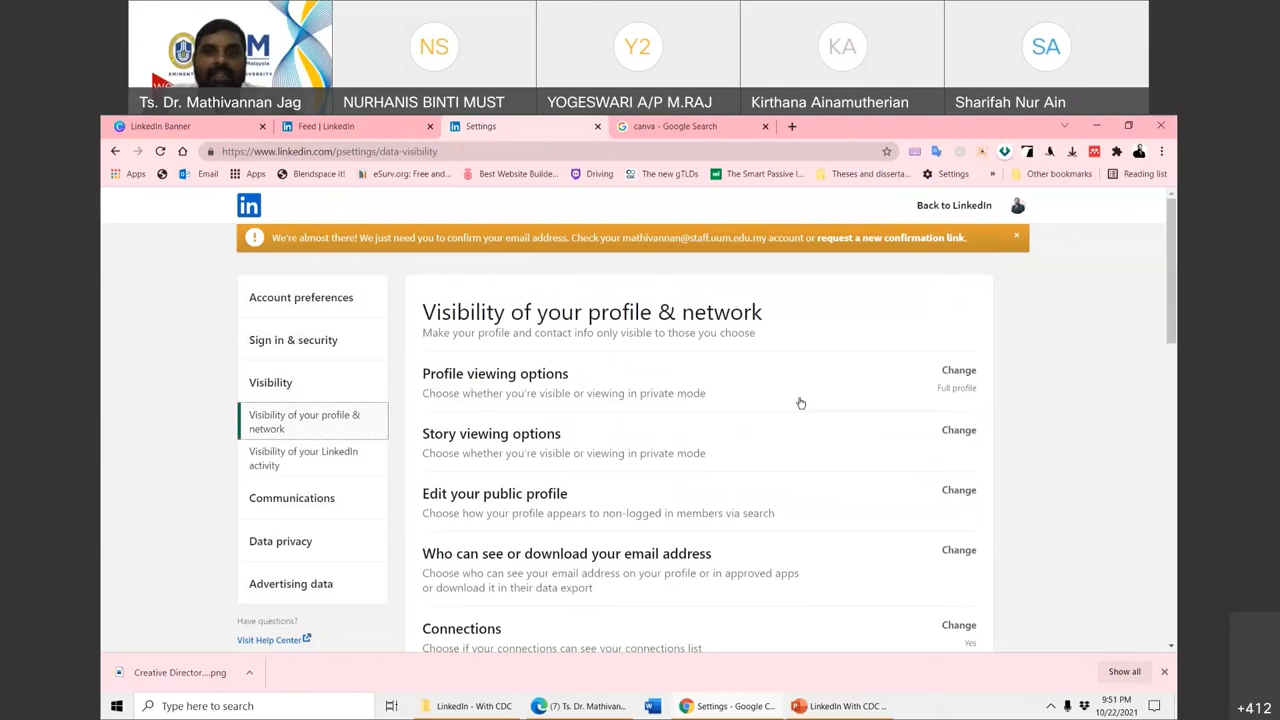 NS
Y2
KA
SA
Ts. Dr. Mathivannan Jag
NURHANIS BINTI MUST
YOGESWARI A/P M.RAJ
Kirthana Ainamutherian
Sharifah Nur Ain
LinkedIn Banner
Feed | LinkedIn
Settings
canva - Google Search
https://www.linkedin.com/psettings/data-visibility
Apps
Email
Apps
Blendspace it!
eSurv.org: Free and...
Best Website Builde...
Driving
The new gTLDs
The Smart Passive I...
Theses and disserta...
Settings
»
Other bookmarks
Reading list
in
Back to LinkedIn
We're almost there! We just need you to confirm your email address. Check your mathivannan@staff.uum.edu.my account or request a new confirmation link.
Account preferences
Sign in & security
Visibility
Visibility of your profile &
network
Visibility of your LinkedIn
activity
Communications
Data privacy
Advertising data
Have questions?
Visit Help Center
Visibility of your profile & network
Make your profile and contact info only visible to those you choose
Profile viewing options
Change
Choose whether you're visible or viewing in private mode
Full profile
Story viewing options
Change
Choose whether you're visible or viewing in private mode
Edit your public profile
Change
Choose how your profile appears to non-logged in members via search
Who can see or download your email address
Change
Choose who can see your email address on your profile or in approved apps
or download it in their data export
Connections
Change
Choose if your connections can see your connections list
Yes
Creative Director....png
Show all
Type here to search
LinkedIn - With CDC
(7) Ts. Dr. Mathivan...
Settings - Google C...
LinkedIn With CDC ...
9:51 PM
10/22/2021
+412